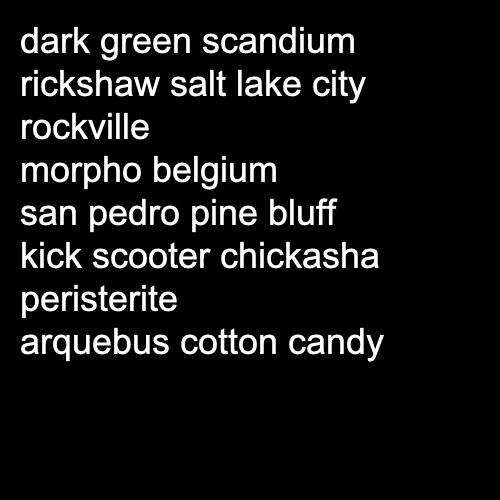 dark green scandium
rickshaw salt lake city
rockville
morpho belgium
san pedro pine bluff
kick scooter chickasha
peristerite
arquebus cotton candy